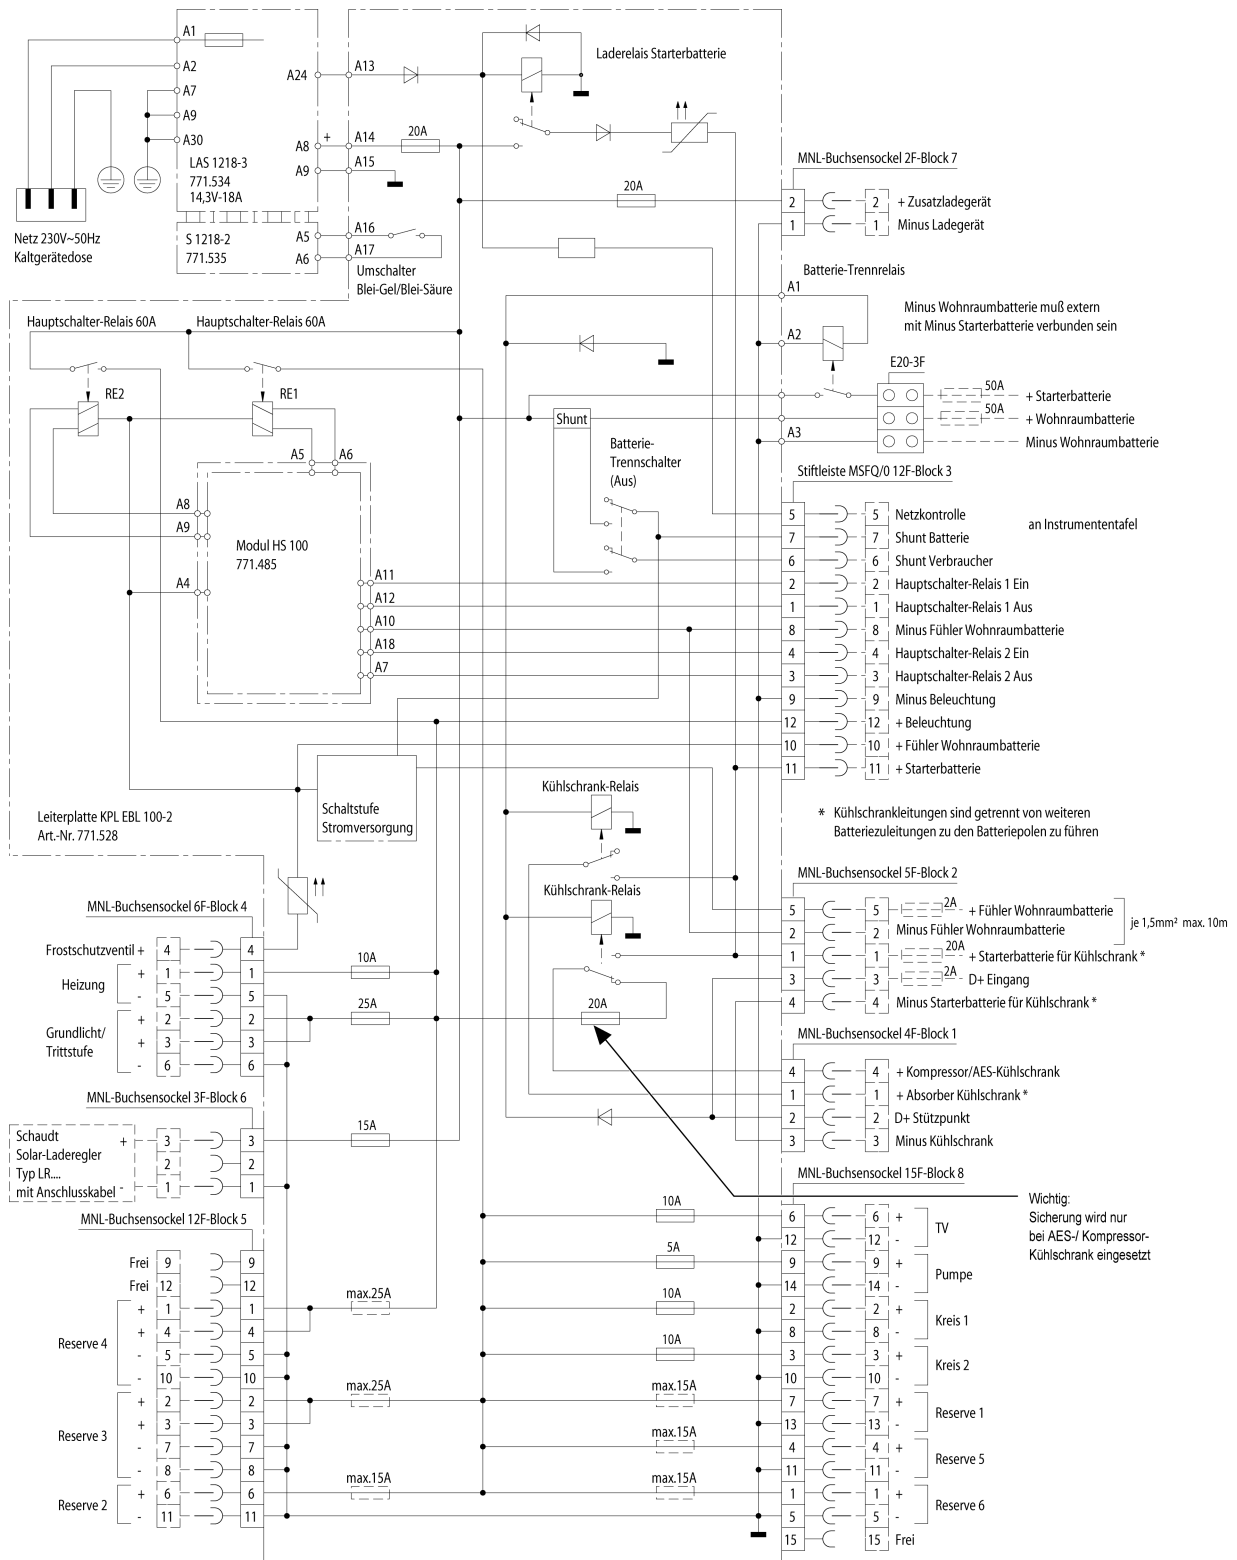 A1
A2
A7
A9
A30
LAS 1218-3
771.534
14,3V-18A
A24
A8
A9
+
A13
A14
A15
20A
Laderelais Starterbatterie
Netz 230V~50Hz
Kaltgerätedose
S 1218-2
771.535
A5
A6
A16
A17
Umschalter
Blei-Gel/Blei-Säure
20A
MNL-Buchsensockel 2F-Block 7
2 2 + Zusatzladegerät
1 1 Minus Ladegerät
Batterie-Trennrelais
A1
A2
A3
Minus Wohnraumbatterie muß extern
mit Minus Starterbatterie verbunden sein
E20-3F
50A + Starterbatterie
50A + Wohnraumbatterie
Minus Wohnraumbatterie
Hauptschalter-Relais 60A
Hauptschalter-Relais 60A
RE2
RE1
A5 A6
A8
A9
A4
Modul HS 100
771.485
A11
A12
A10
A18
A7
Shunt
Batterie-
Trennschalter
(Aus)
Stiftleiste MSFQ/0 12F-Block 3
5 5 Netzkontrolle
an Instrumententafel
7 7 Shunt Batterie
6 6 Shunt Verbraucher
2 2 Hauptschalter-Relais 1 Ein
1 1 Hauptschalter-Relais 1 Aus
8 8 Minus Fühler Wohnraumbatterie
4 4 Hauptschalter-Relais 2 Ein
3 3 Hauptschalter-Relais 2 Aus
9 9 Minus Beleuchtung
12 12 + Beleuchtung
10 10 + Fühler Wohnraumbatterie
11 11 + Starterbatterie
Leiterplatte KPL EBL 100-2
Art.-Nr. 771.528
Schaltstufe
Stromversorgung
Kühlschrank-Relais
Kühlschrank-Relais
20A
* Kühlschrankleitungen sind getrennt von weiteren
Batteriezuleitungen zu den Batteriepolen zu führen
MNL-Buchsensockel 5F-Block 2
5 5 2A + Fühler Wohnraumbatterie
2 2 Minus Fühler Wohnraumbatterie
je 1,5mm² max. 10m
1 1 20A + Starterbatterie für Kühlschrank *
3 3 2A D+ Eingang
4 4 Minus Starterbatterie für Kühlschrank *
MNL-Buchsensockel 4F-Block 1
4 4 + Kompressor/AES-Kühlschrank
1 1 + Absorber Kühlschrank *
2 2 D+ Stützpunkt
3 3 Minus Kühlschrank
MNL-Buchsensockel 6F-Block 4
Frostschutzventil + 4 4
Heizung
+ 1 1 10A
- 5 5
Grundlicht/
Trittstufe
+ 2 2 25A
+ 3 3
- 6 6
MNL-Buchsensockel 3F-Block 6
Schaudt
Solar-Laderegler
Typ LR....
mit Anschlusskabel
+ 3 3 15A
2 2
- 1 1
MNL-Buchsensockel 12F-Block 5
Frei 9 9
Frei 12 12
Reserve 4
+ 1 1 max.25A
+ 4 4
- 5 5
- 10 10
Reserve 3
+ 2 2 max.25A
+ 3 3
- 7 7
- 8 8
Reserve 2
+ 6 6 max.15A
- 11 11
MNL-Buchsensockel 15F-Block 8
10A 6 6 +
12 12 -
TV
5A 9 9 +
14 14 -
Pumpe
10A 2 2 +
8 8 -
Kreis 1
10A 3 3 +
10 10 -
Kreis 2
max.15A 7 7 +
13 13 -
Reserve 1
max.15A 4 4 +
11 11 -
Reserve 5
max.15A 1 1 +
5 5 -
Reserve 6
15 15 Frei
Wichtig:
Sicherung wird nur
bei AES-/ Kompressor-
Kühlschrank eingesetzt